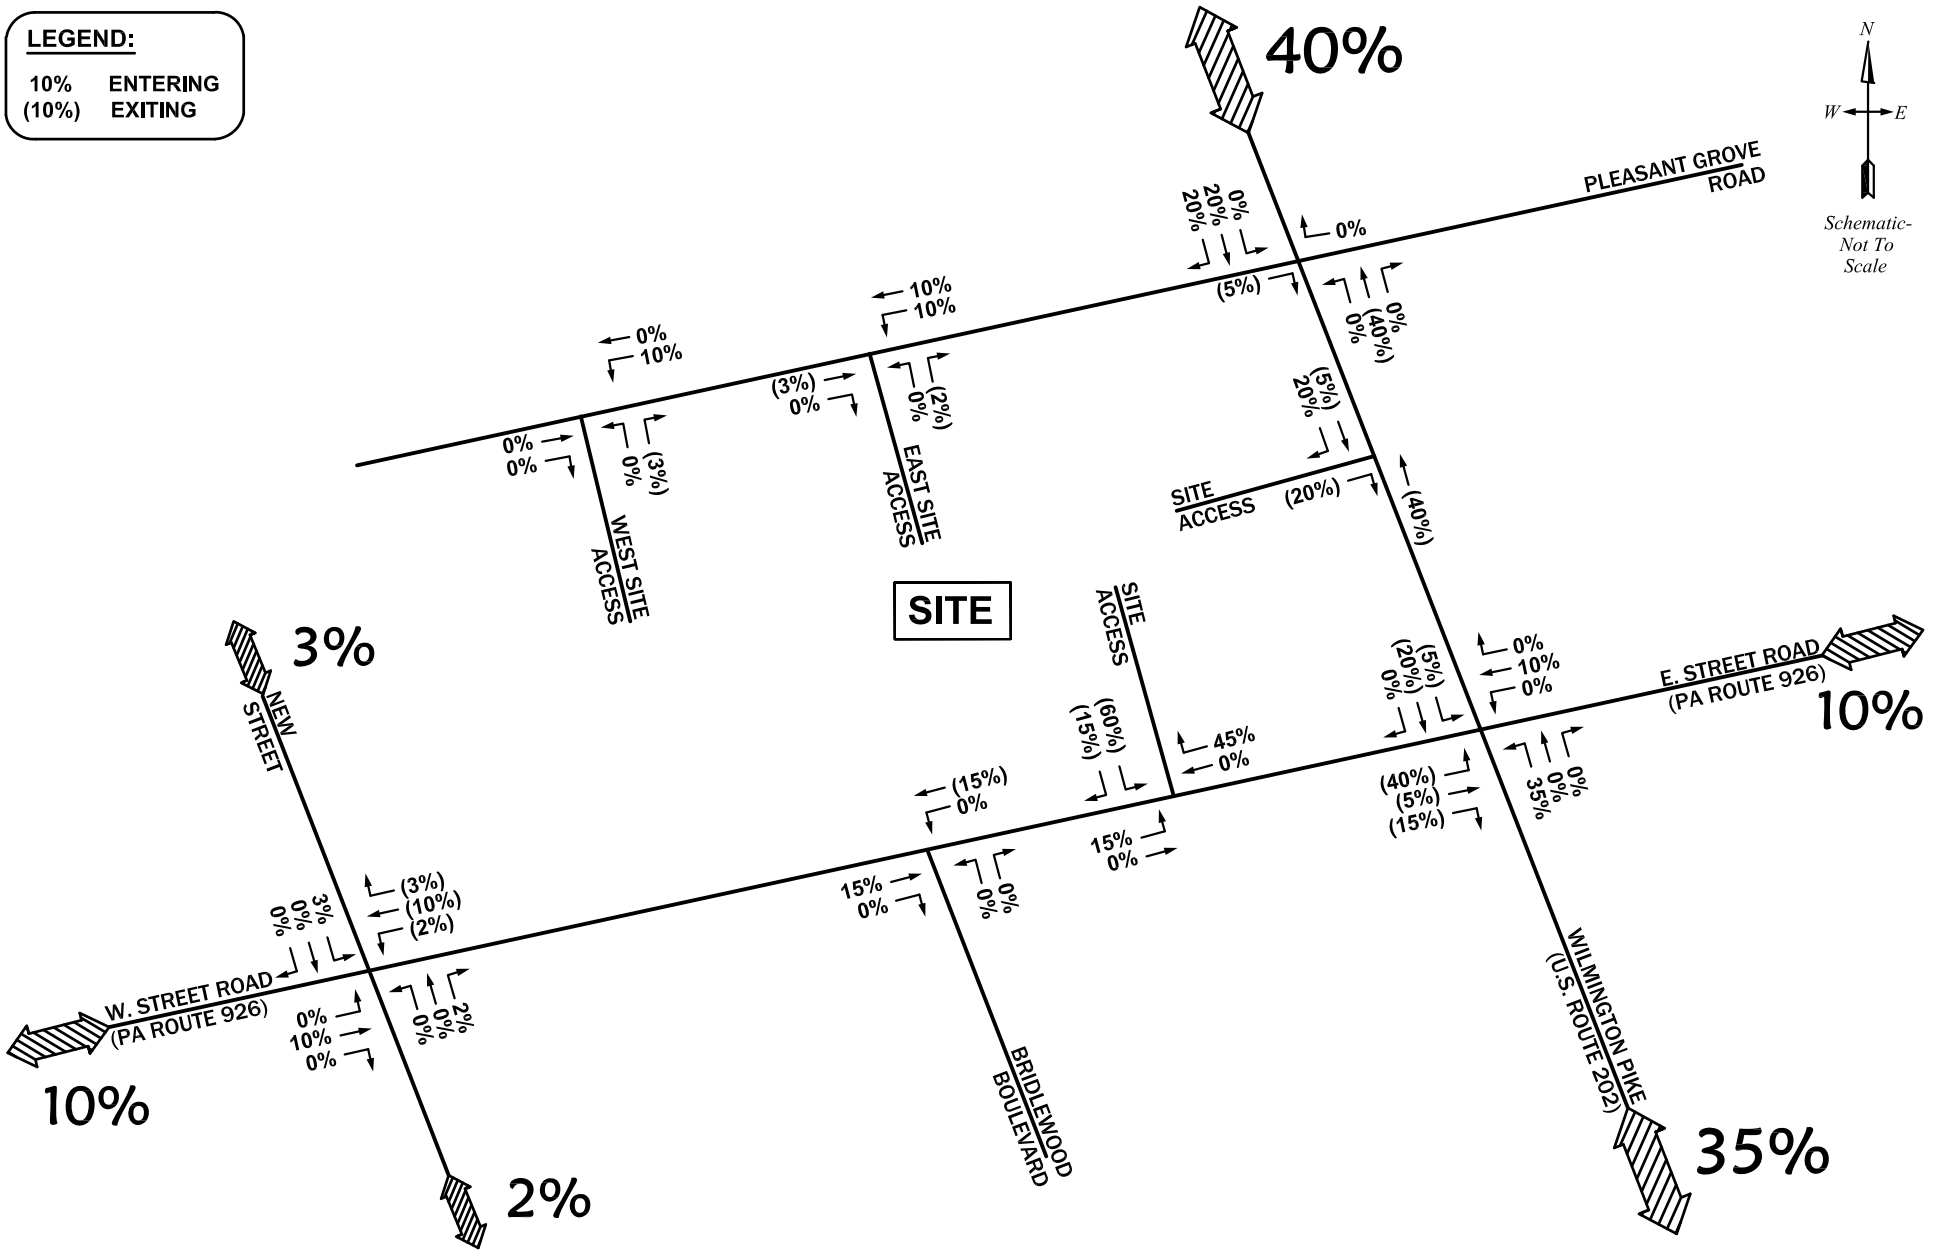 LEGEND:
10% ENTERING
(10%) EXITING
40%
N
W E
Schematic-
Not To
Scale
PLEASANT GROVE
ROAD
20%
20%
0%
0%
(5%)
0%
(40%)
0%
10%
10%
(3%)
0%
0%
(2%)
EAST SITE
ACCESS
0%
10%
0%
0%
0%
(3%)
WEST SITE
ACCESS
20%
(5%)
SITE
ACCESS
(20%)
(40%)
SITE
SITE
ACCESS
3%
NEW
STREET
0%
(20%)
(5%)
0%
10%
0%
E. STREET ROAD
(PA ROUTE 926)
10%
(40%)
(5%)
(15%)
35%
0%
0%
(15%)
(60%)
45%
0%
15%
0%
(15%)
0%
15%
0%
0%
0%
BRIDLEWOOD
BOULEVARD
0%
0%
3%
(3%)
(10%)
(2%)
W. STREET ROAD
(PA ROUTE 926)
0%
10%
0%
0%
0%
2%
10%
2%
WILMINGTON PIKE
(U.S. ROUTE 202)
35%